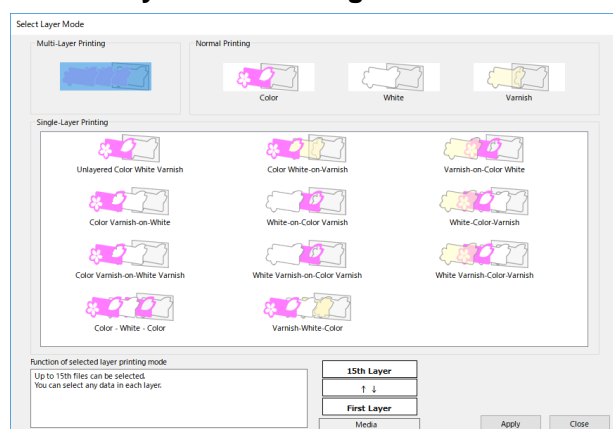 Select Layer Mode
Multi-Layer Printing
Normal Printing
Color
White
Varnish
Single-Layer Printing
Unlayered Color White Varnish
Color White-on-Varnish
Varnish-on-Color White
Color Varnish-on-White
White-on-Color Varnish
White-Color-Varnish
Color Varnish-on-White Varnish
White Varnish-on-Color Varnish
White Varnish-Color-Varnish
Color - White - Color
Varnish-White-Color
Function of selected layer printing mode
Up to 15th files can be selected.
You can select any data in each layer.
15th Layer
↑ ↓
First Layer
Media
Apply
Close